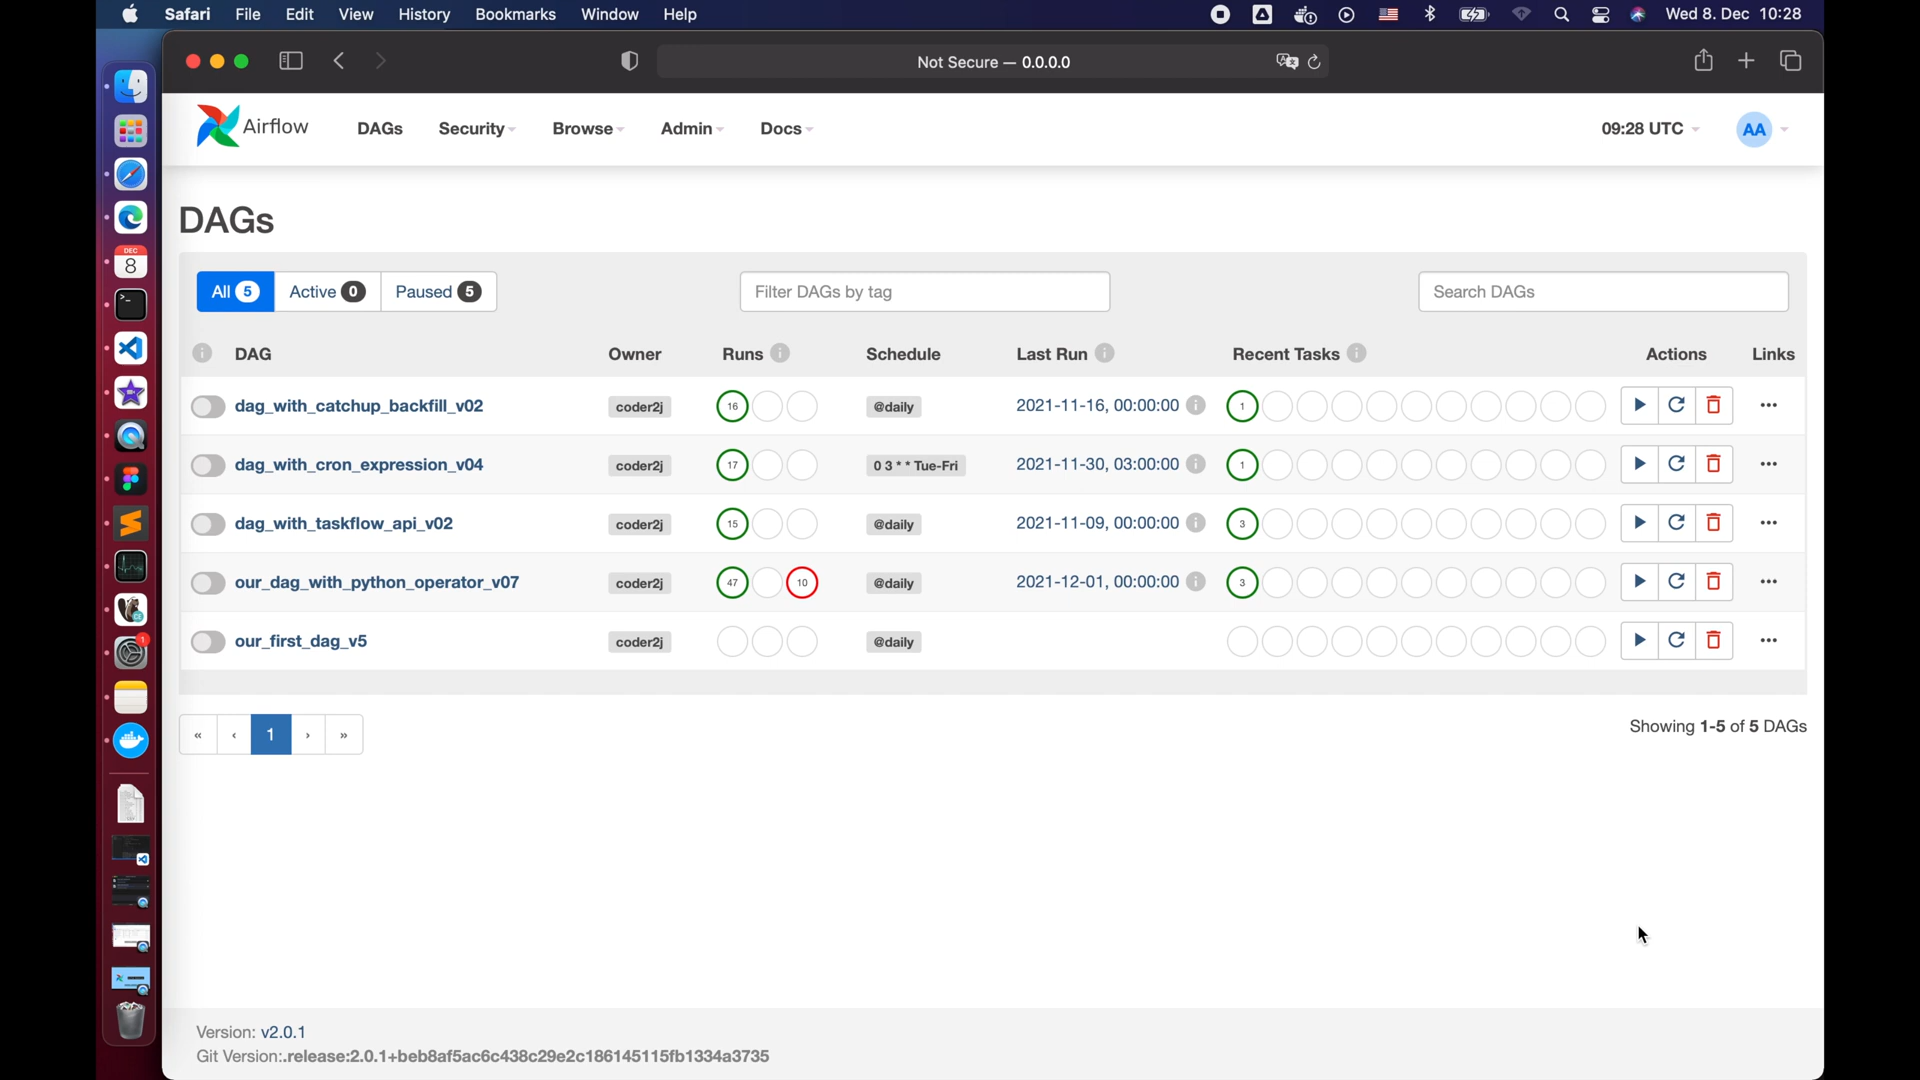 Safari File Edit View History Bookmarks Window Help Wed 8. Dec 10:28
Not Secure — 0.0.0.0
Airflow DAGs Security Browse Admin Docs 09:28 UTC AA
DAGs
All 5 Active 0 Paused 5 Filter DAGs by tag Search DAGs
DAG Owner Runs Schedule Last Run Recent Tasks Actions Links
dag_with_catchup_backfill_v02 coder2j 16 @daily 2021-11-16, 00:00:00 1
dag_with_cron_expression_v04 coder2j 17 0 3 * * Tue-Fri 2021-11-30, 03:00:00 1
dag_with_taskflow_api_v02 coder2j 15 @daily 2021-11-09, 00:00:00 3
our_dag_with_python_operator_v07 coder2j 47 10 @daily 2021-12-01, 00:00:00 3
our_first_dag_v5 coder2j @daily
« ‹ 1 › » Showing 1-5 of 5 DAGs
Version: v2.0.1
Git Version:.release:2.0.1+beb8af5ac6c438c29e2c186145115fb1334a3735
DEC
8
1